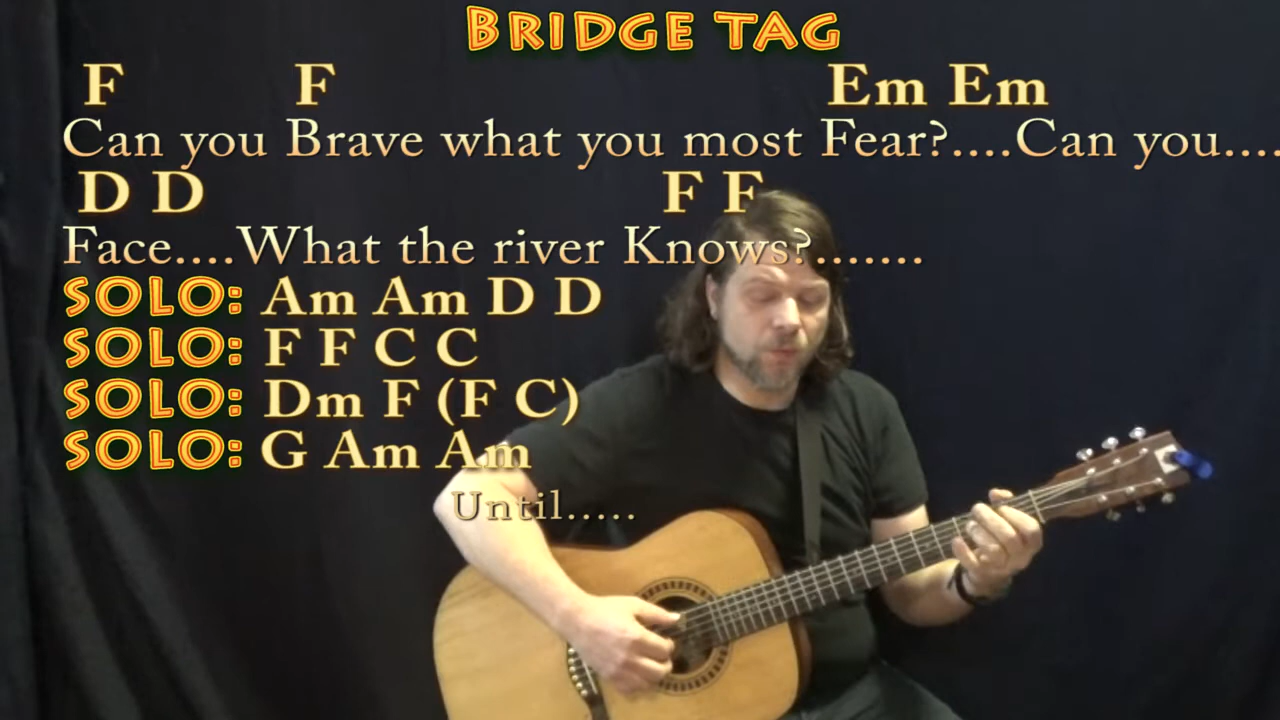 BRIDGE TAG
F F Em Em
Can you Brave what you most Fear?....Can you....
D D F F
Face....What the river Knows?.......
SOLO: Am Am D D
SOLO: F F C C
SOLO: Dm F (F C)
SOLO: G Am Am
Until.....